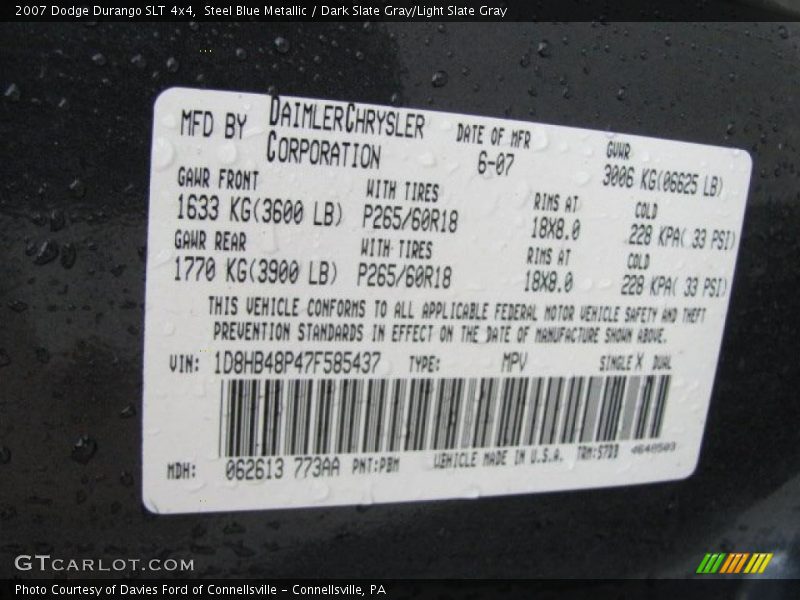 2007 Dodge Durango SLT 4x4, Steel Blue Metallic / Dark Slate Gray/Light Slate Gray
MFD BY DAIMLERCHRYSLER CORPORATION DATE OF MFR 6-07 GVWR 3006 KG(06625 LB)
GAWR FRONT WITH TIRES RIMS AT COLD
1633 KG(3600 LB) P265/60R18 18X8.0 228 KPA( 33 PSI)
GAWR REAR WITH TIRES RIMS AT COLD
1770 KG(3900 LB) P265/60R18 18X8.0 228 KPA( 33 PSI)
THIS VEHICLE CONFORMS TO ALL APPLICABLE FEDERAL MOTOR VEHICLE SAFETY AND THEFT
PREVENTION STANDARDS IN EFFECT ON THE DATE OF MANUFACTURE SHOWN ABOVE.
VIN: 1D8HB48P47F585437 TYPE: MPV SINGLE X DUAL
MDH: 062613 773AA PNT:PBM VEHICLE MADE IN U.S.A. TRM:S7DD
GTCARLOT.COM
Photo Courtesy of Davies Ford of Connellsville - Connellsville, PA